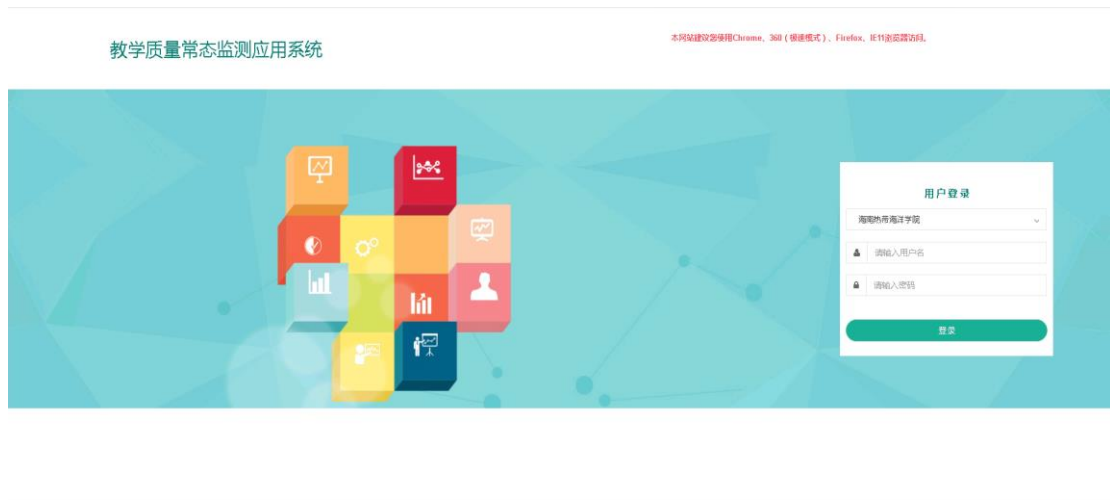 教学质量常态监测应用系统
本网站建议您使用Chrome、360（极速模式）、Firefox、IE11浏览器访问。
用户登录
海南热带海洋学院
请输入用户名
请输入密码
登录